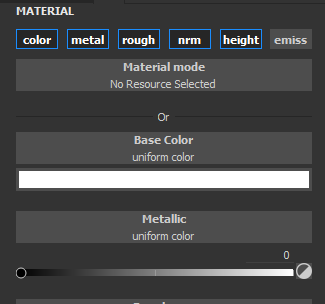 MATERIAL
color metal rough nrm height emiss
Material mode
No Resource Selected
Or
Base Color
uniform color
Metallic
uniform color
0